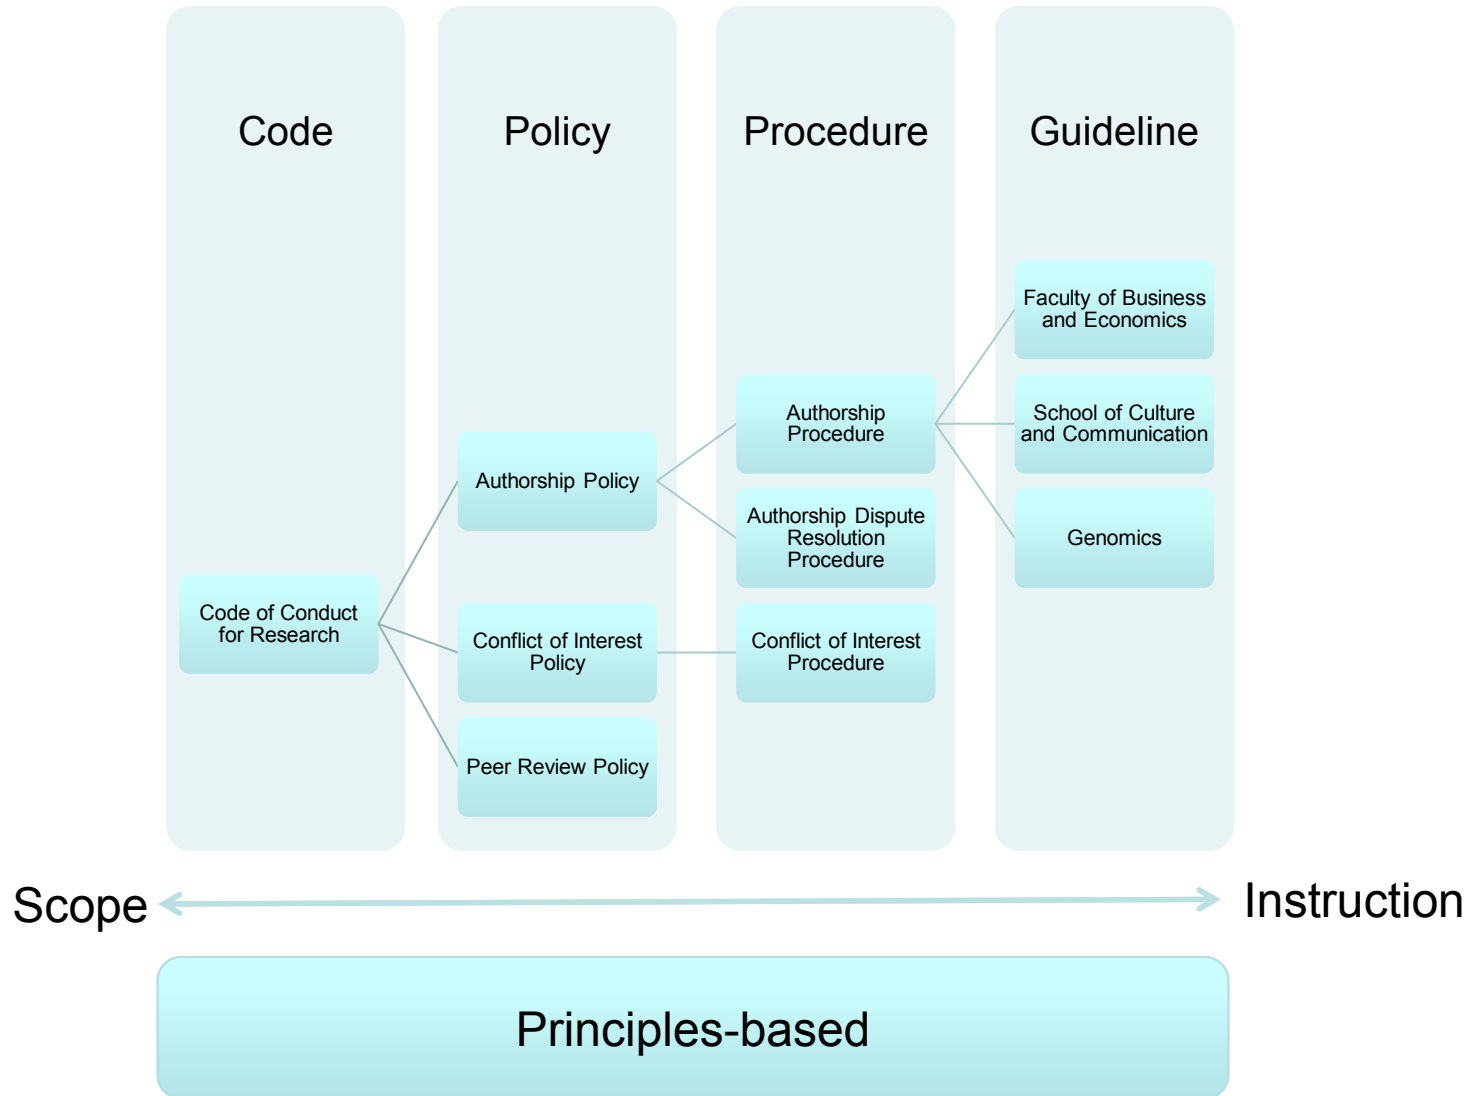 Code
Policy
Procedure
Guideline
Code of Conduct
for Research
Authorship Policy
Conflict of Interest
Policy
Peer Review Policy
Authorship
Procedure
Authorship Dispute
Resolution
Procedure
Conflict of Interest
Procedure
Faculty of Business
and Economics
School of Culture
and Communication
Genomics
Scope
Instruction
Principles-based